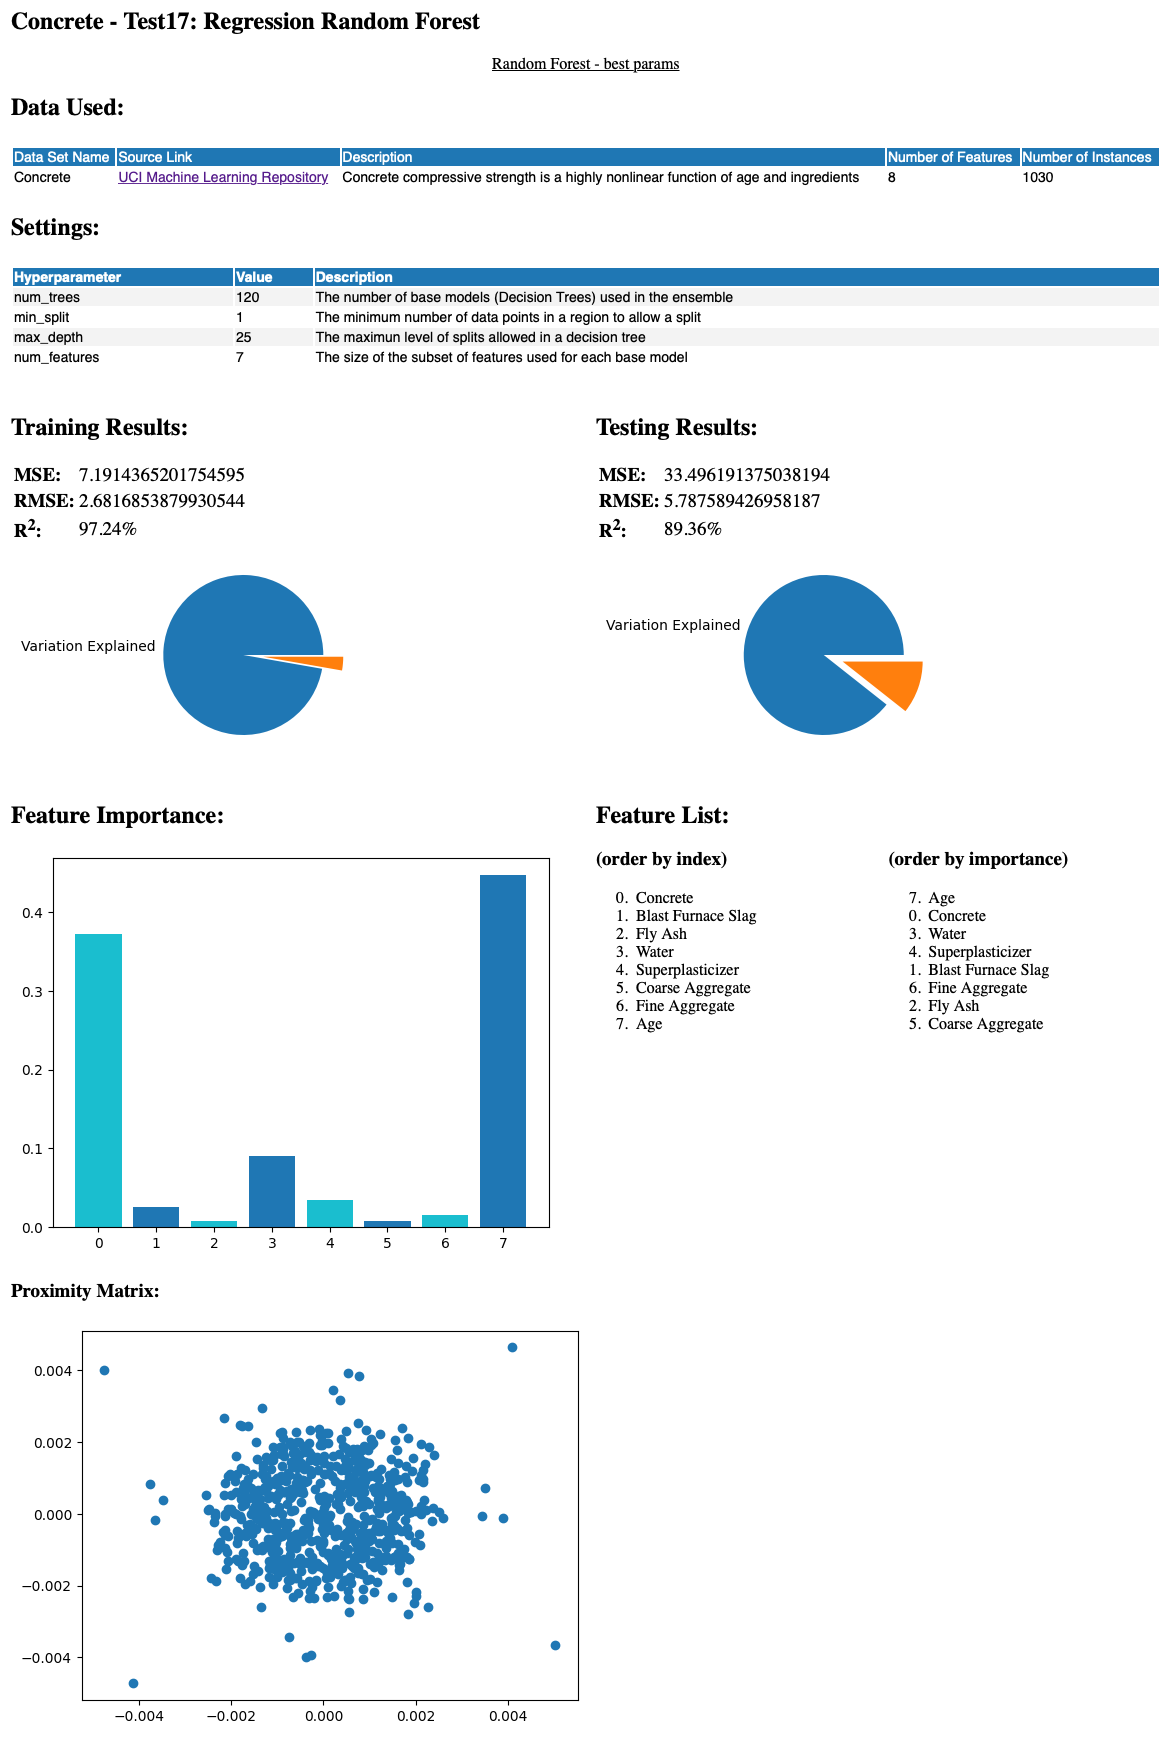 Concrete - Test17: Regression Random Forest
Random Forest - best params
Data Used:
Data Set Name Source Link Description Number of Features Number of Instances
Concrete UCI Machine Learning Repository Concrete compressive strength is a highly nonlinear function of age and ingredients 8 1030
Settings:
Hyperparameter Value Description
num_trees 120 The number of base models (Decision Trees) used in the ensemble
min_split 1 The minimum number of data points in a region to allow a split
max_depth 25 The maximun level of splits allowed in a decision tree
num_features 7 The size of the subset of features used for each base model
Training Results:
MSE: 7.1914365201754595
RMSE: 2.6816853879930544
R²: 97.24%
Variation Explained
Testing Results:
MSE: 33.496191375038194
RMSE: 5.787589426958187
R²: 89.36%
Variation Explained
Feature Importance:
0.4
0.3
0.2
0.1
0.0
0 1 2 3 4 5 6 7
Feature List:
(order by index)
0. Concrete
1. Blast Furnace Slag
2. Fly Ash
3. Water
4. Superplasticizer
5. Coarse Aggregate
6. Fine Aggregate
7. Age
(order by importance)
7. Age
0. Concrete
3. Water
4. Superplasticizer
1. Blast Furnace Slag
6. Fine Aggregate
2. Fly Ash
5. Coarse Aggregate
Proximity Matrix:
0.004
0.002
0.000
−0.002
−0.004
−0.004 −0.002 0.000 0.002 0.004